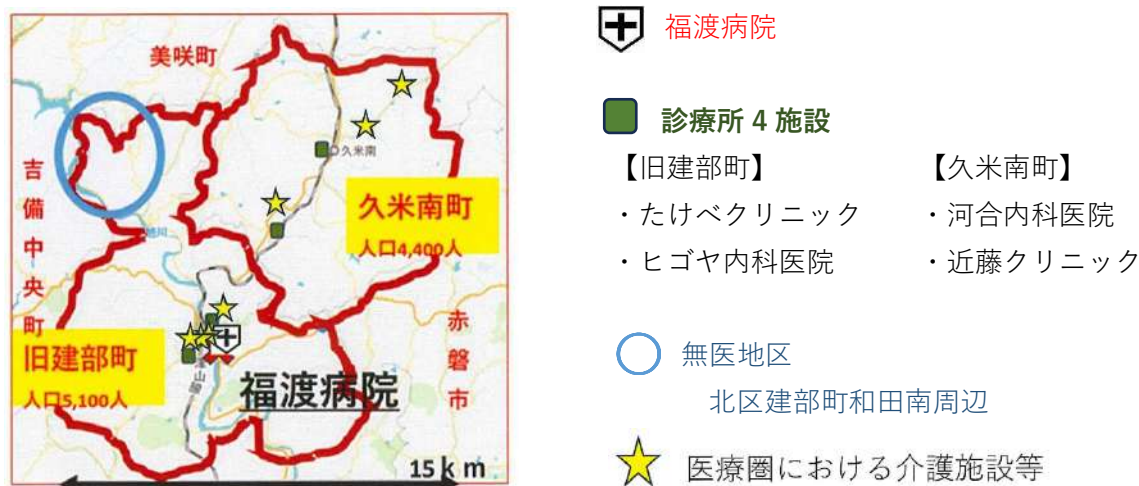 美咲町
吉備中央町
久米南
久米南町
人口4,400人
赤磐市
旧建部町
人口5,100人
津山線
福渡病院
15ｋｍ
福渡病院
診療所 4 施設
【旧建部町】
【久米南町】
・たけべクリニック
・河合内科医院
・ヒゴヤ内科医院
・近藤クリニック
無医地区
北区建部町和田南周辺
医療圏における介護施設等